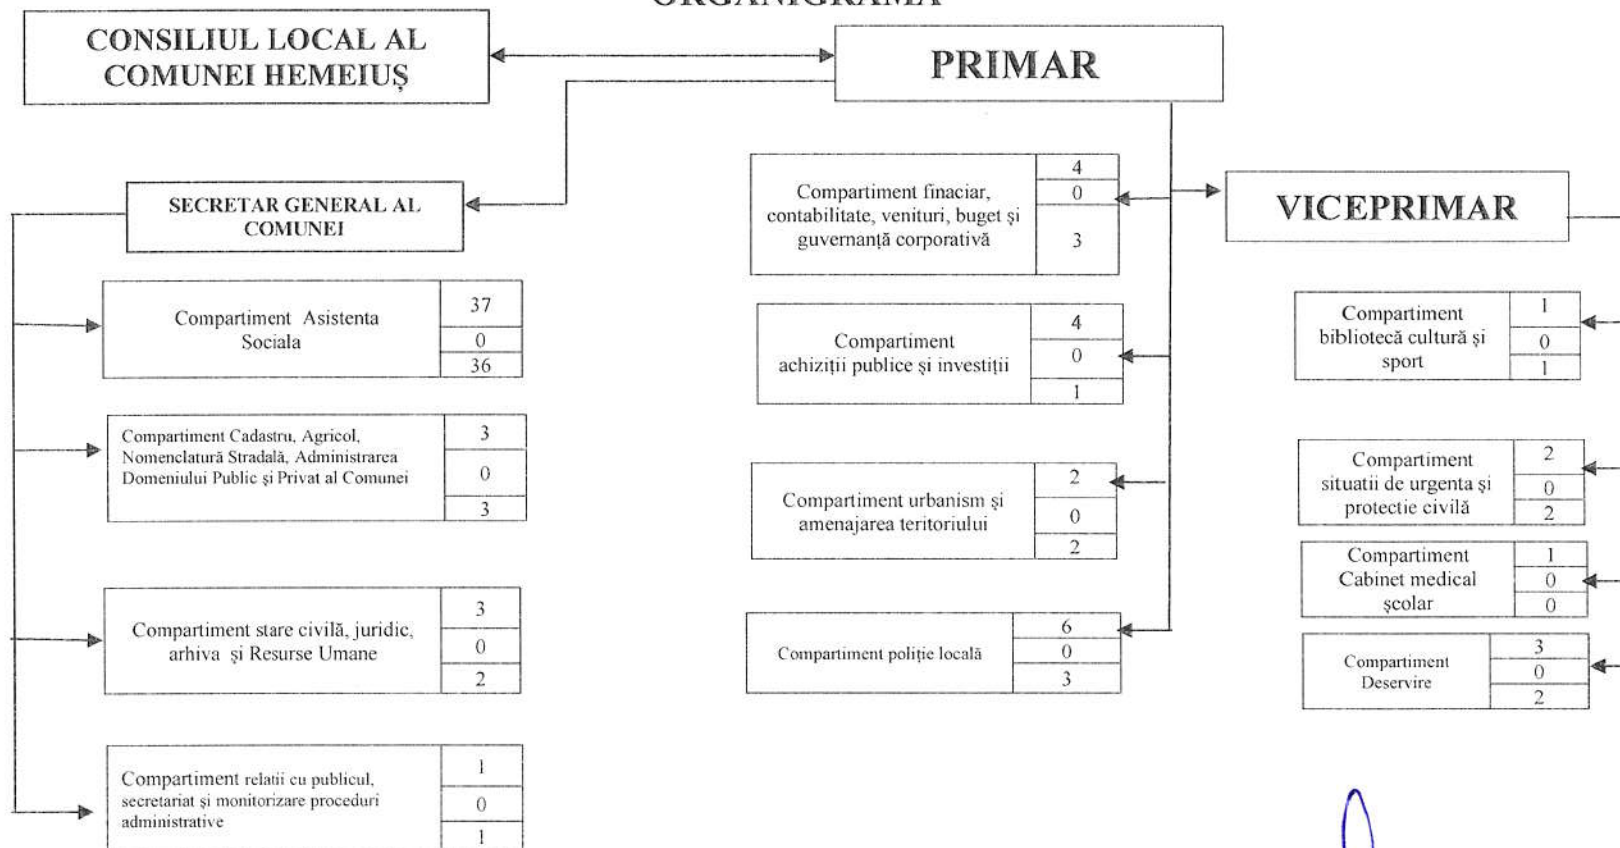 ORGANIGRAMA
CONSILIUL LOCAL AL
COMUNEI HEMEIUȘ
PRIMAR
SECRETAR GENERAL AL
COMUNEI
Compartiment Asistenta
Sociala
37
0
36
Compartiment Cadastru, Agricol,
Nomenclatură Stradală, Administrarea
Domeniului Public și Privat al Comunei
3
0
3
Compartiment stare civilă, juridic,
arhiva și Resurse Umane
3
0
2
Compartiment relatii cu publicul,
secretariat și monitorizare proceduri
administrative
1
0
1
Compartiment finaciar,
contabilitate, venituri, buget și
guvernanță corporativă
4
0
3
Compartiment
achiziții publice și investiții
4
0
1
Compartiment urbanism și
amenajarea teritoriului
2
0
2
Compartiment poliție locală
6
0
3
VICEPRIMAR
Compartiment
bibliotecă cultură și
sport
1
0
1
Compartiment
situatii de urgenta și
protectie civilă
2
0
2
Compartiment
Cabinet medical
școlar
1
0
0
Compartiment
Deservire
3
0
2